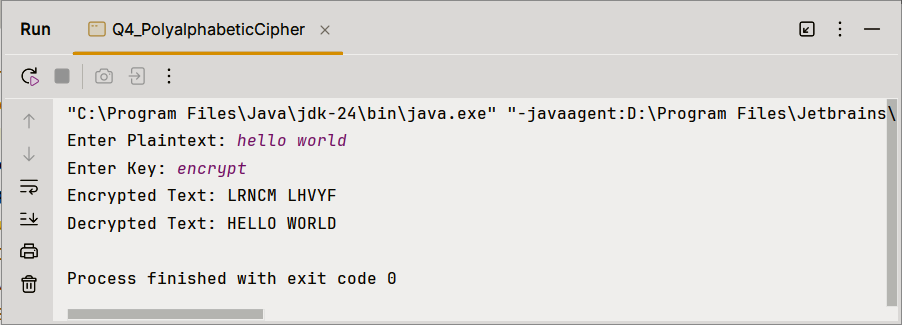 Run Q4_PolyalphabeticCipher
"C:\Program Files\Java\jdk-24\bin\java.exe" "-javaagent:D:\Program Files\Jetbrains\
Enter Plaintext: hello world
Enter Key: encrypt
Encrypted Text: LRNCM LHVYF
Decrypted Text: HELLO WORLD
Process finished with exit code 0